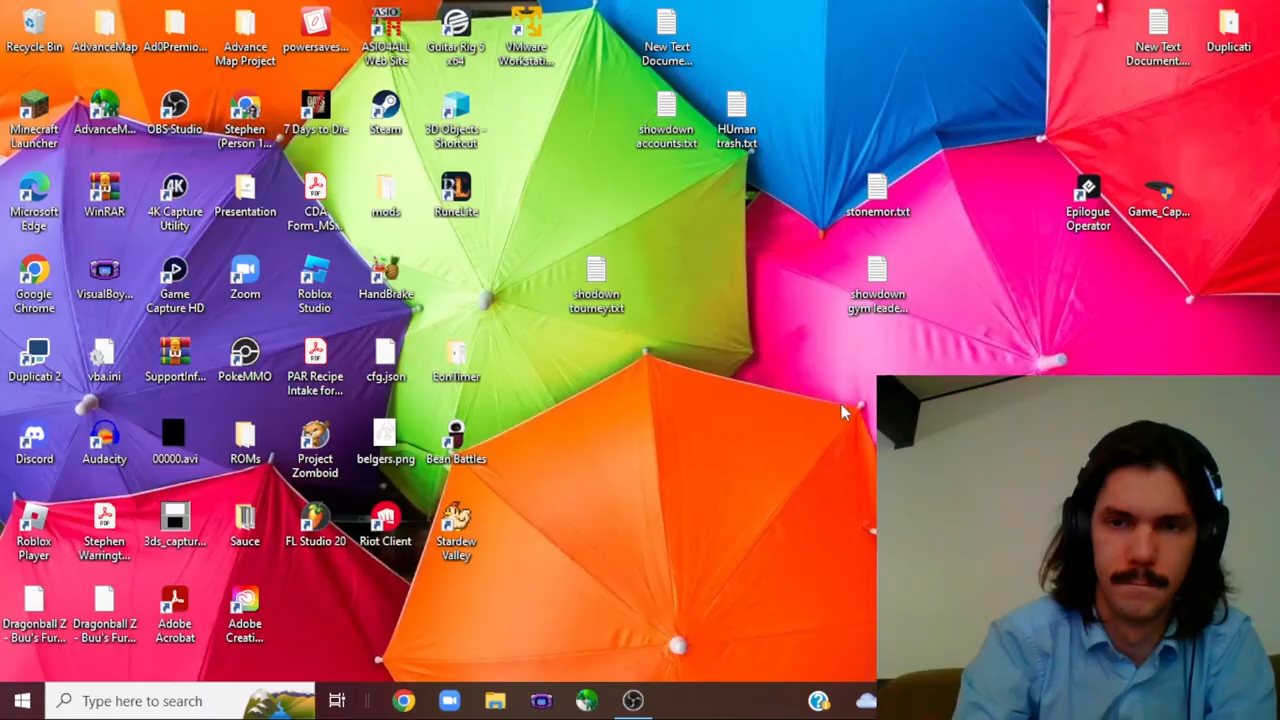 Recycle Bin
AdvanceMap
Ad0Premio...
Advance
Map Project
powersaves...
ASIO4ALL
Web Site
Guitar Rig 5
x64
VMware
Workstati...
New Text
Docume...
New Text
Document....
Duplicati
Minecraft
Launcher
AdvanceM...
OBS Studio
Stephen
(Person 1...
7 Days to Die
Steam
3D Objects -
Shortcut
showdown
accounts.txt
HUman
trash.txt
Microsoft
Edge
WinRAR
4K Capture
Utility
Presentation
CDA
Form_MS...
mods
RuneLite
stonemor.txt
Epilogue
Operator
Game_Cap...
Google
Chrome
VisualBoy...
Game
Capture HD
Zoom
Roblox
Studio
HandBrake
shodown
tourney.txt
showdown
gym leade...
Duplicati 2
vba.ini
SupportInf...
PokeMMO
PAR Recipe
Intake for...
cfg.json
EonTimer
Discord
Audacity
00000.avi
ROMs
Project
Zomboid
belgers.png
Bean Battles
Roblox
Player
Stephen
Warringt...
3ds_captur...
Sauce
FL Studio 20
Riot Client
Stardew
Valley
Dragonball Z
- Buu's Fur...
Dragonball Z
- Buu's Fur...
Adobe
Acrobat
Adobe
Creati...
Type here to search